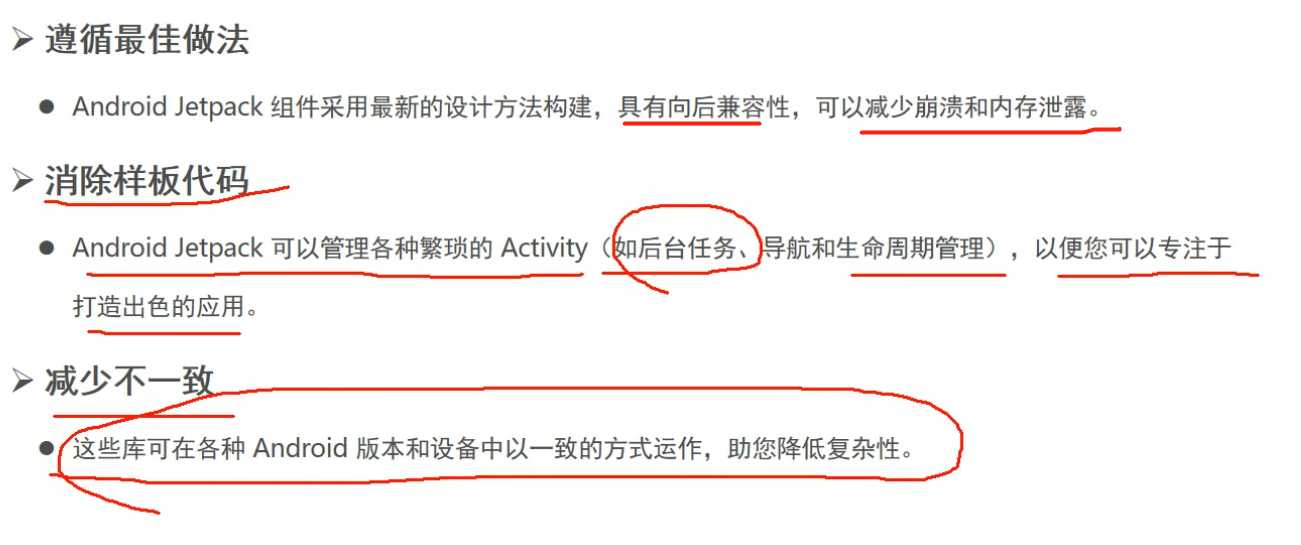 遵循最佳做法
Android Jetpack 组件采用最新的设计方法构建，具有向后兼容性，可以减少崩溃和内存泄露。
消除样板代码
Android Jetpack 可以管理各种繁琐的 Activity（如后台任务、导航和生命周期管理），以便您可以专注于
打造出色的应用。
减少不一致
这些库可在各种 Android 版本和设备中以一致的方式运作，助您降低复杂性。